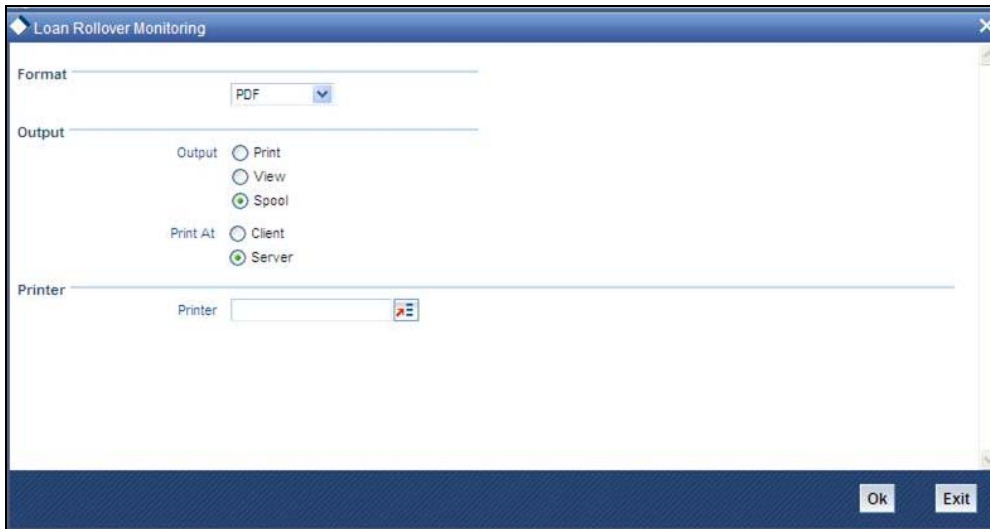 Loan Rollover Monitoring
Format
PDF
Output
Output Print
View
Spool
Print At Client
Server
Printer
Printer
Ok Exit